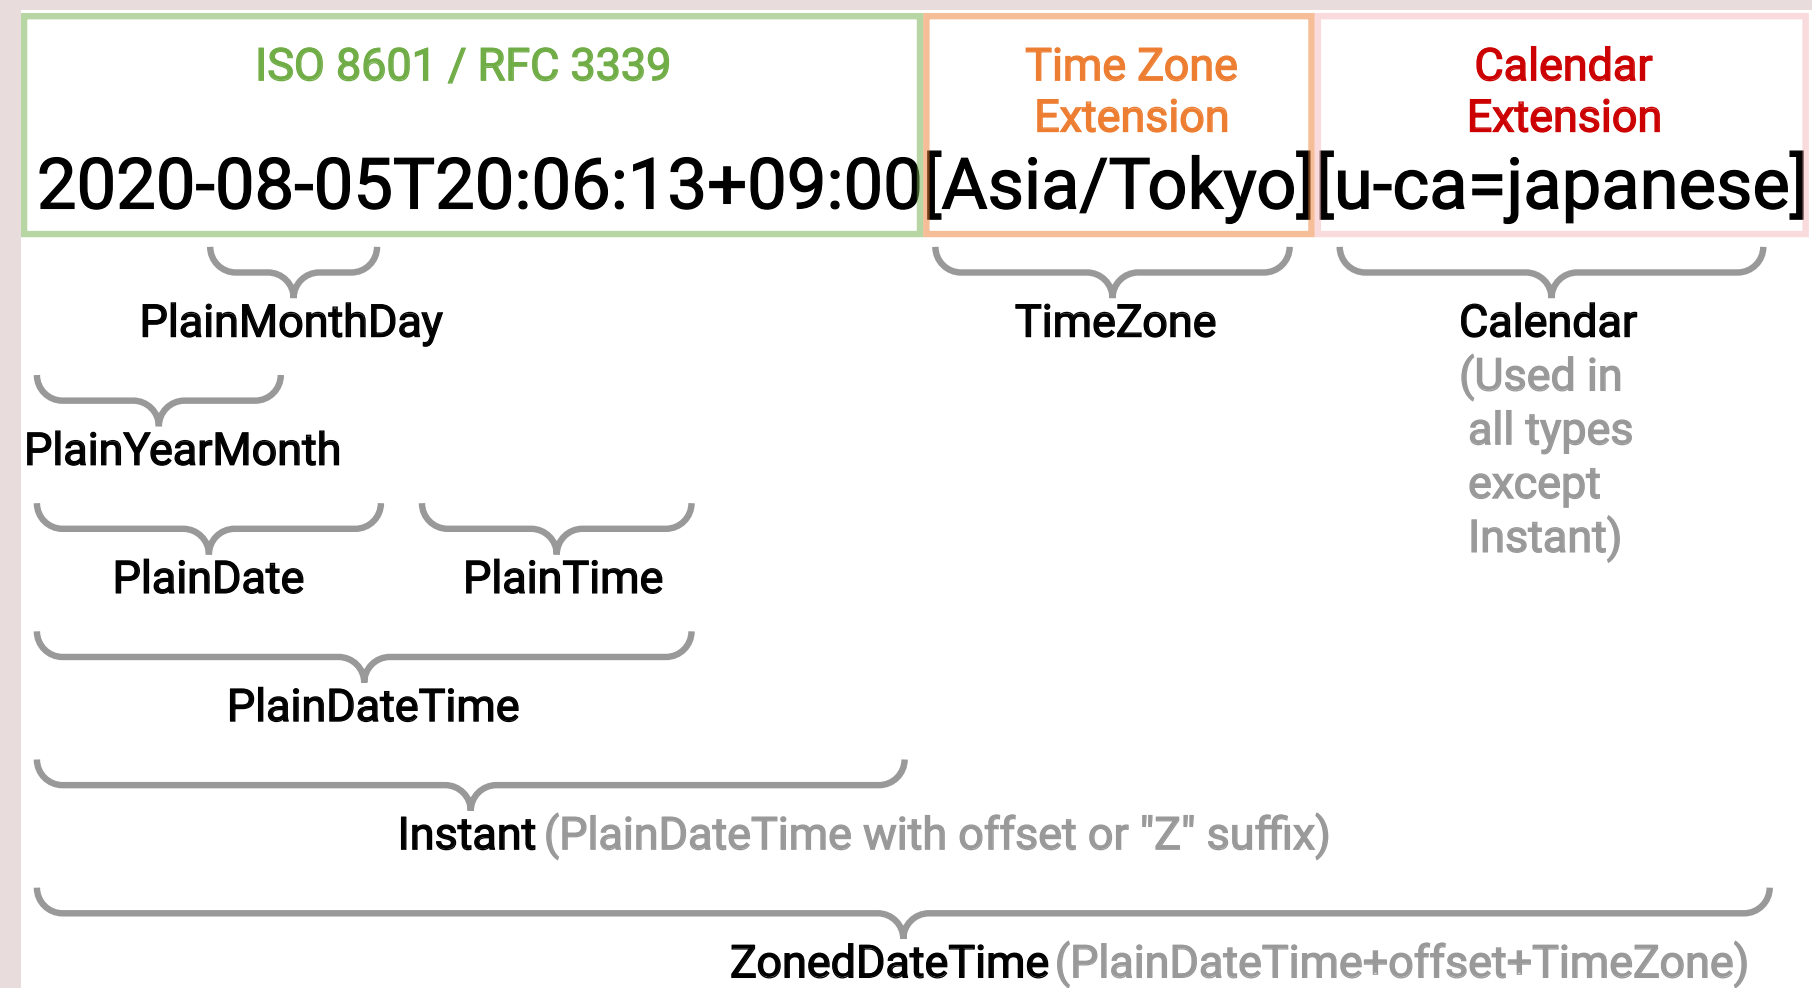 ISO 8601 / RFC 3339
Time Zone
Extension
Calendar
Extension
2020-08-05T20:06:13+09:00[Asia/Tokyo][u-ca=japanese]
PlainMonthDay
TimeZone
Calendar
(Used in
all types
except
Instant)
PlainYearMonth
PlainDate
PlainTime
PlainDateTime
Instant (PlainDateTime with offset or "Z" suffix)
ZonedDateTime (PlainDateTime+offset+TimeZone)